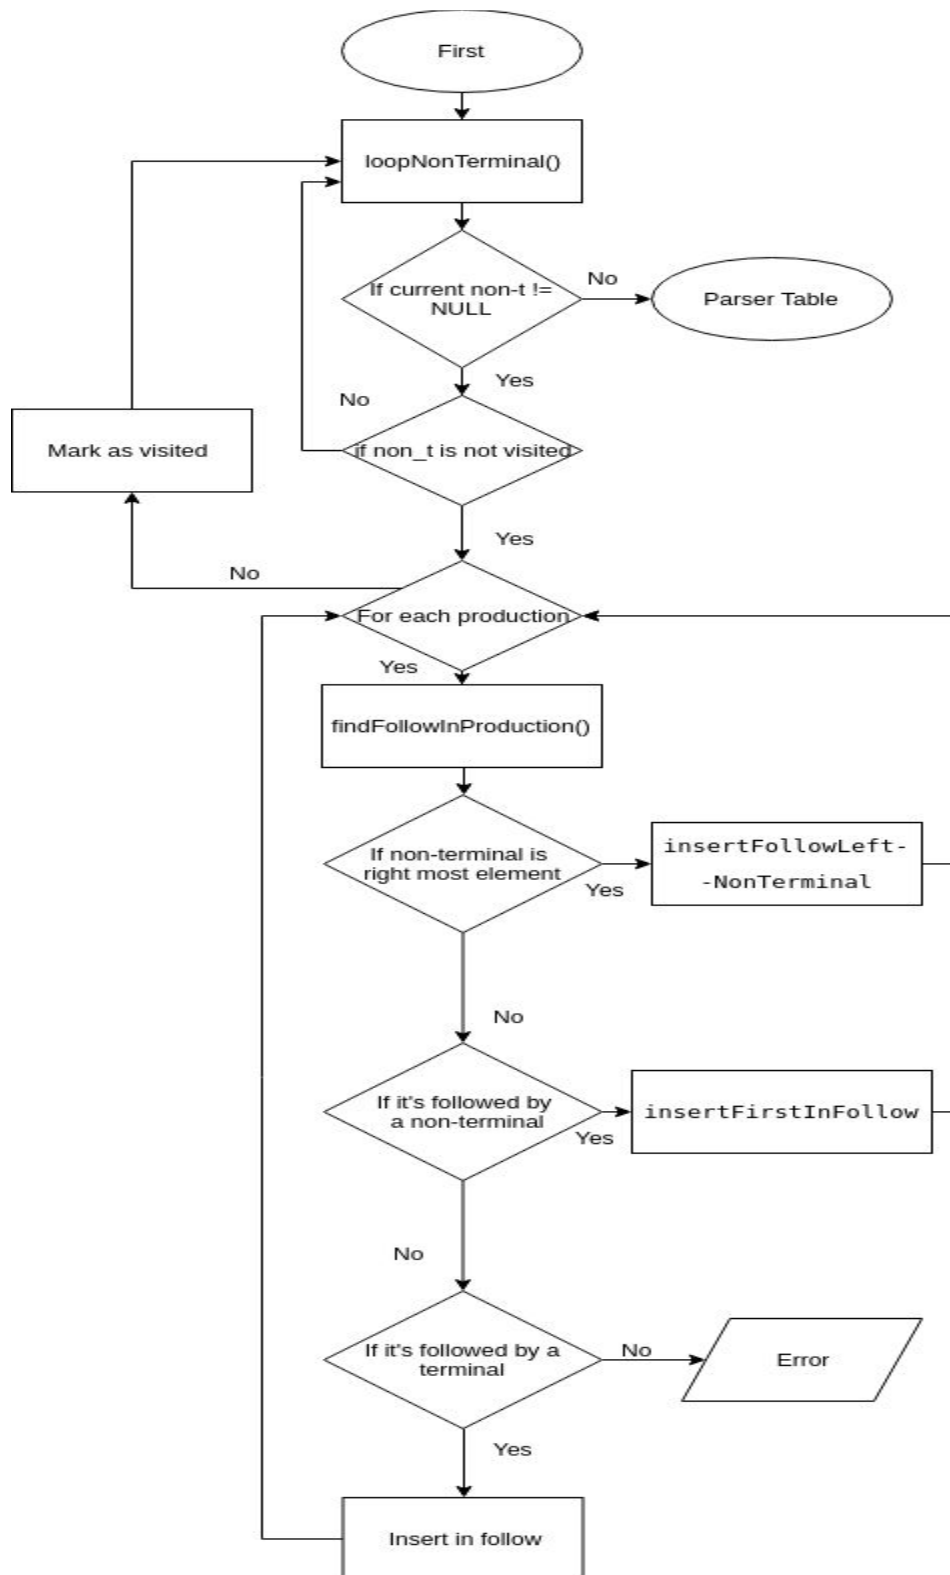 First
loopNonTerminal()
If current non-t !=
NULL
No
Parser Table
Yes
No
if non_t is not visited
Mark as visited
Yes
No
For each production
Yes
findFollowInProduction()
If non-terminal is
right most element
Yes
insertFollowLeft-
-NonTerminal
No
If it's followed by
a non-terminal
Yes
insertFirstInFollow
No
If it's followed by a
terminal
No
Error
Yes
Insert in follow